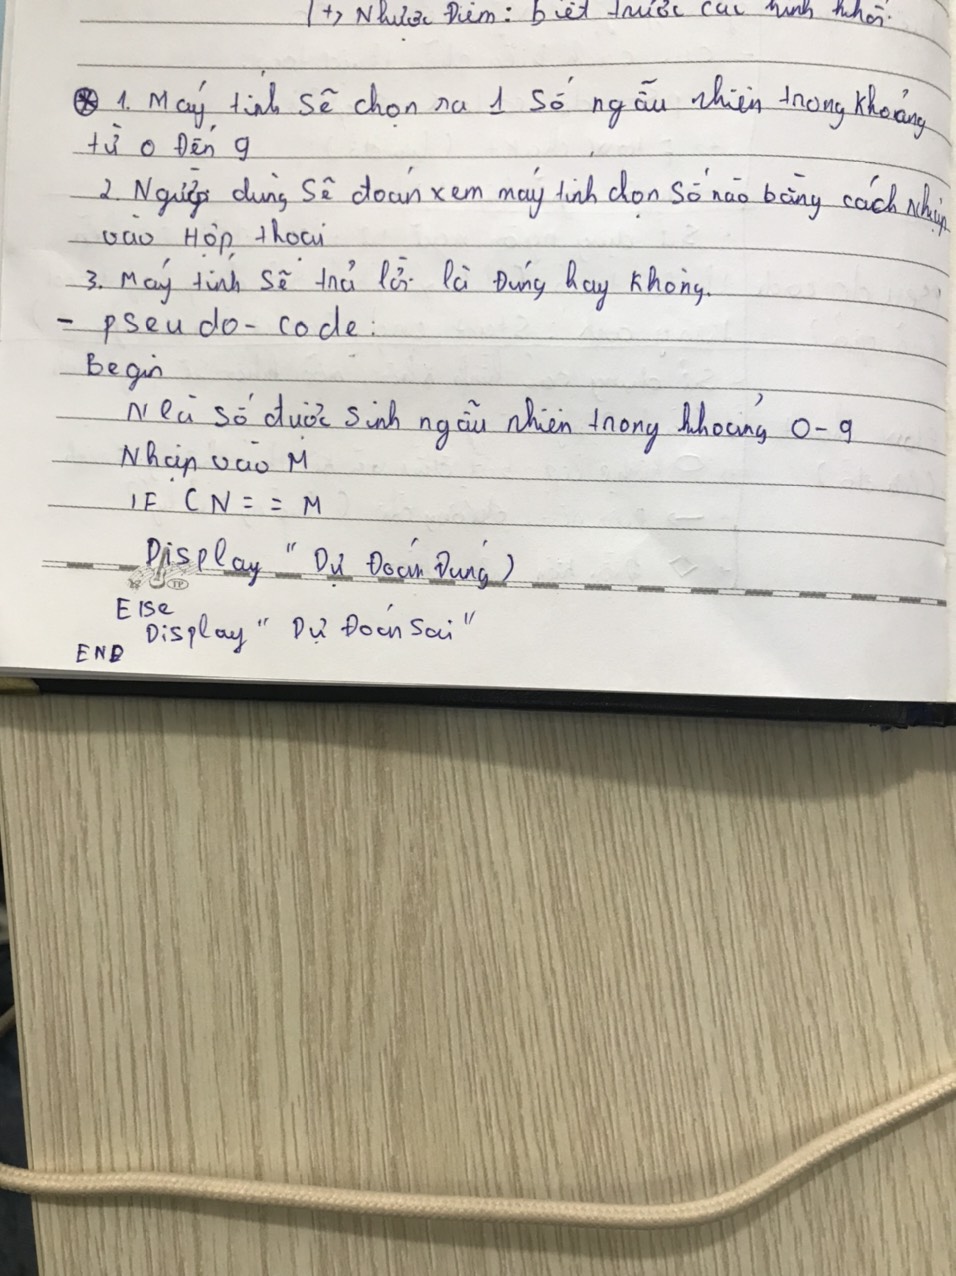 +> Nhược Điểm: biết trước các hình khối.
⊛ 1. Máy tính sẽ chọn ra 1 số ngẫu nhiên trong khoảng
từ 0 Đến 9
2. Người dùng sẽ đoán xem máy tính chọn số nào bằng cách nhập
vào Hộp thoại
3. Máy tính sẽ trả lời là Đúng hay không.
- pseudo-code:
Begin
N là số được sinh ngẫu nhiên trong khoảng 0-9
Nhập vào M
IF (N == M
Display "Dự Đoán Đúng)
Else
Display "Dự Đoán Sai"
END